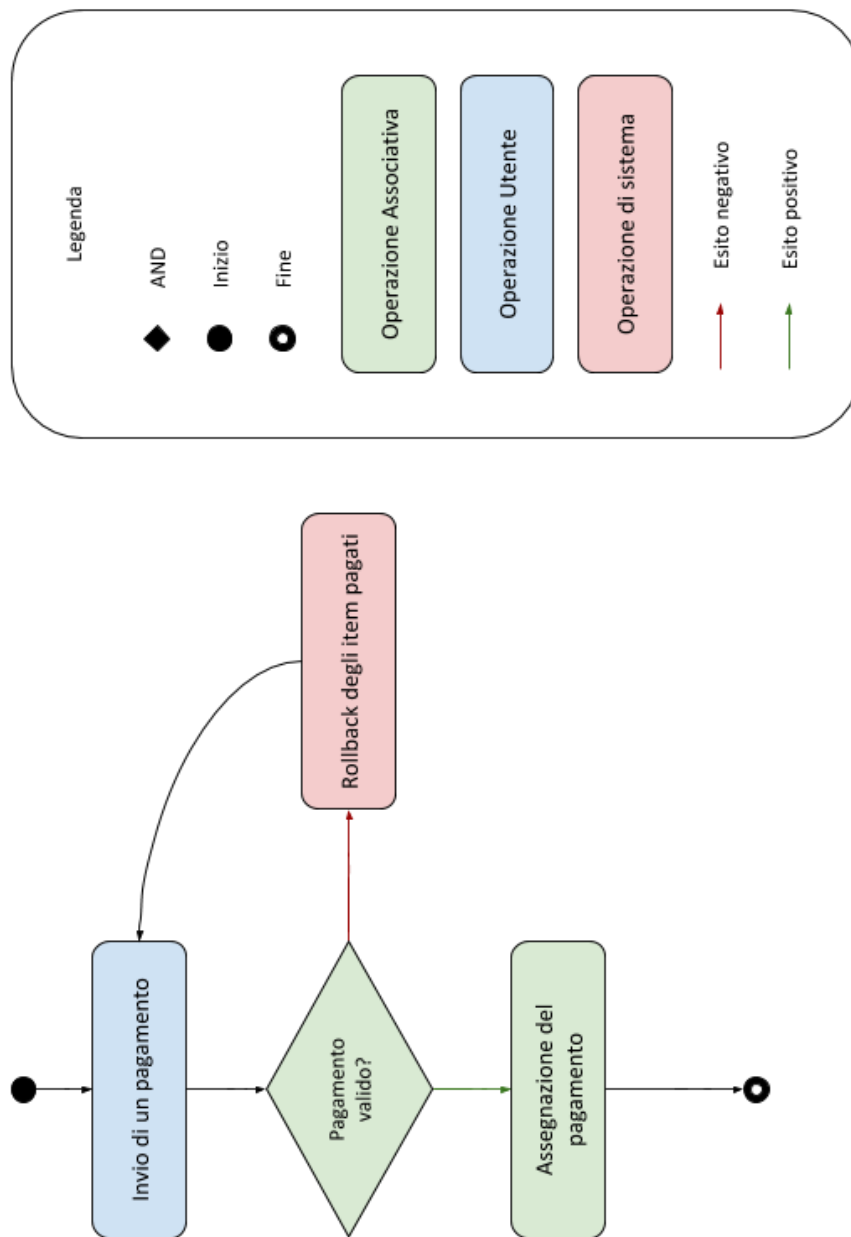 Invio di un pagamento
Pagamento
valido?
Assegnazione del
pagamento
Rollback degli item pagati
Legenda
AND
Inizio
Fine
Operazione Associativa
Operazione Utente
Operazione di sistema
Esito negativo
Esito positivo